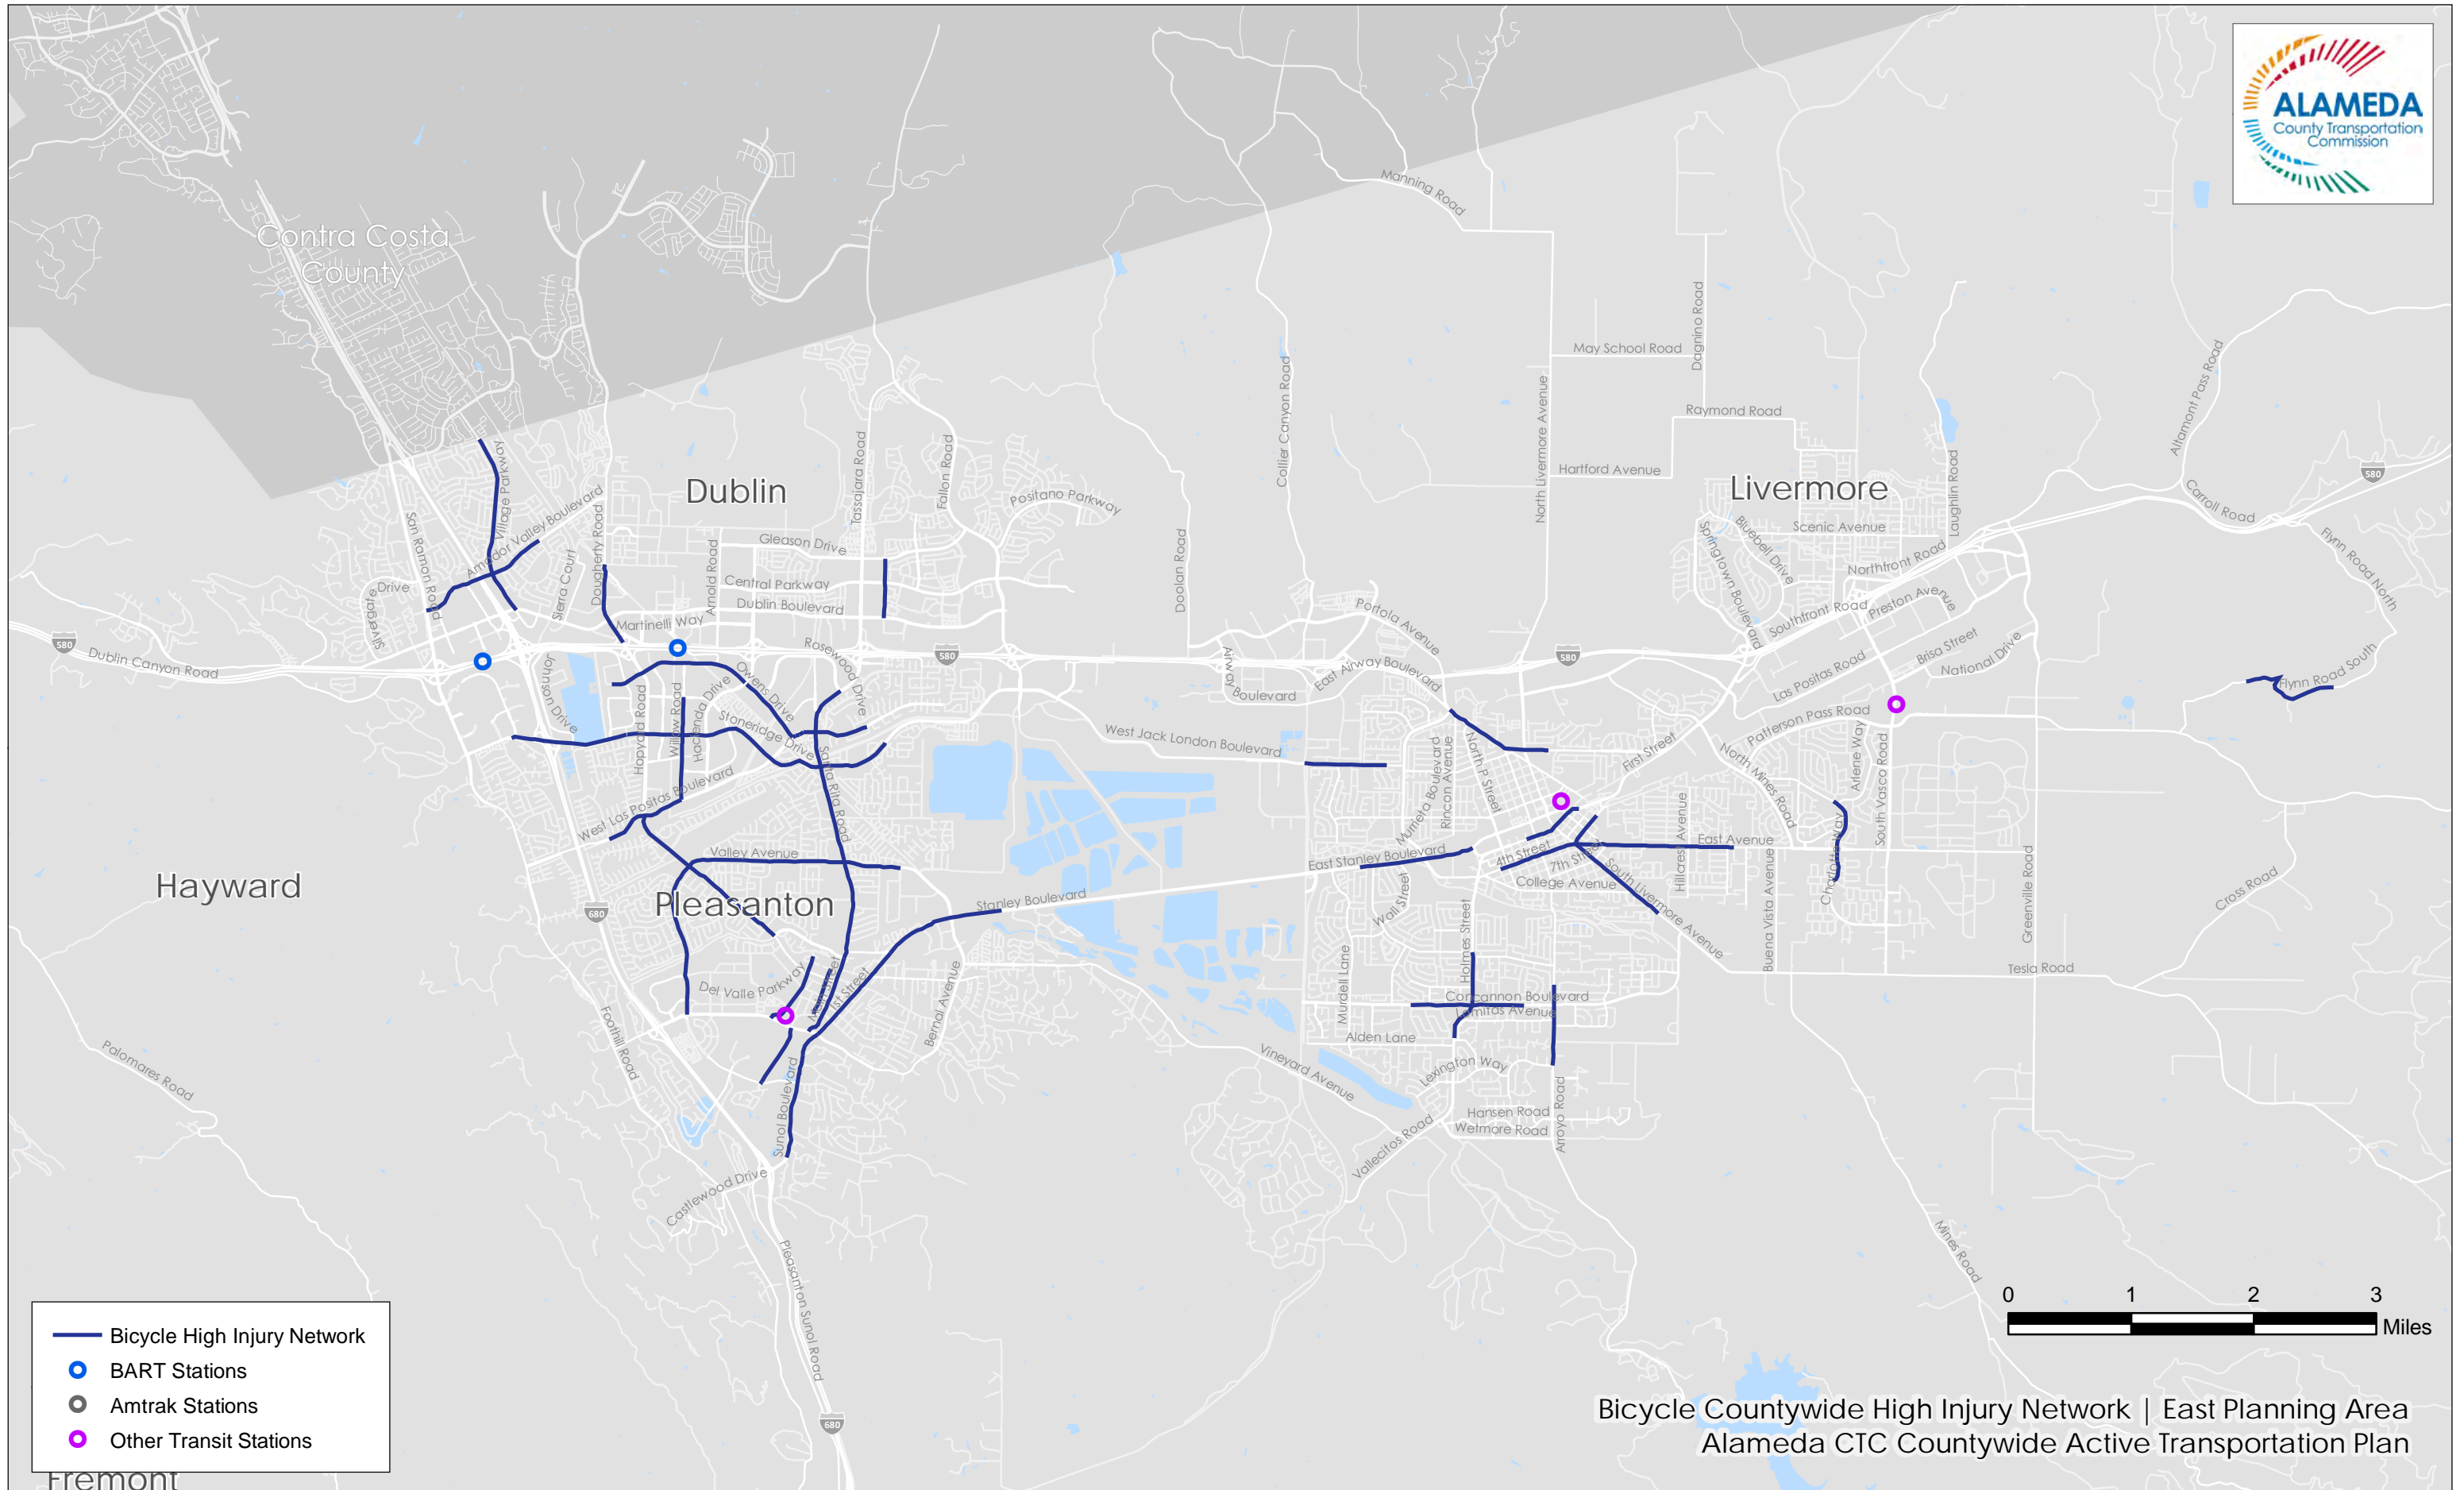 ALAMEDA
County Transportation
Commission
Contra Costa
County
Manning Road
Dagnino Road
May School Road
Raymond Road
Hartford Avenue
North Livermore Avenue
Collier Canyon Road
Doolan Road
Altamont Pass Road
Carroll Road
580
Flynn Road North
Flynn Road South
Laughlin Road
Livermore
Scenic Avenue
Bluebell Drive
Springtown Boulevard
Northfront Road
Southfront Road
Preston Avenue
Brisa Street
National Drive
Las Positas Road
Patterson Pass Road
Dublin
Village Parkway
Amador Valley Boulevard
San Ramon Road
Dougherty Road
Sierra Court
Silvergate
Drive
Arnold Road
Tassajara Road
Fallon Road
Positano Parkway
Gleason Drive
Central Parkway
Dublin Boulevard
Martinelli Way
580
Dublin Canyon Road
Johnson Drive
Rosewood Drive
580
Owens Drive
Hacienda Drive
Willow Road
Hopyard Road
Stoneridge Drive
Santa Rita Road
West Las Positas Boulevard
Valley Avenue
Portola Avenue
580
Airway
Boulevard
East Airway Boulevard
West Jack London Boulevard
North P Street
Murrieta Boulevard
Rincon Avenue
First Street
North Mines Road
Arlene Way
South Vasco Road
Hillcrest Avenue
East Avenue
Charlotte Way
East Stanley Boulevard
4th Street
7th Street
College Avenue
South Livermore Avenue
Buena Vista Avenue
Greenville Road
Cross Road
Tesla Road
Wall Street
Holmes Street
Murdell Lane
Concannon Boulevard
Lomitas Avenue
Alden Lane
Lexington Way
Hansen Road
Wetmore Road
Arroyo Road
Vallecitos Road
Vineyard Avenue
Mines Road
Hayward
Pleasanton
680
Stanley Boulevard
Del Valle Parkway
Main Street
1st Street
Bernal Avenue
Foothill Road
Sunol Boulevard
Castlewood Drive
Palomares Road
Pleasanton Sunol Road
680
Fremont
Bicycle High Injury Network
BART Stations
Amtrak Stations
Other Transit Stations
0 1 2 3
Miles
Bicycle Countywide High Injury Network | East Planning Area
Alameda CTC Countywide Active Transportation Plan